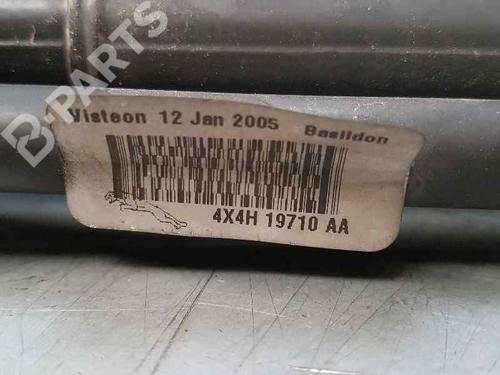 B-PARTS
Visteon 12 Jan 2005 Basildon
4X4H 19710 AA